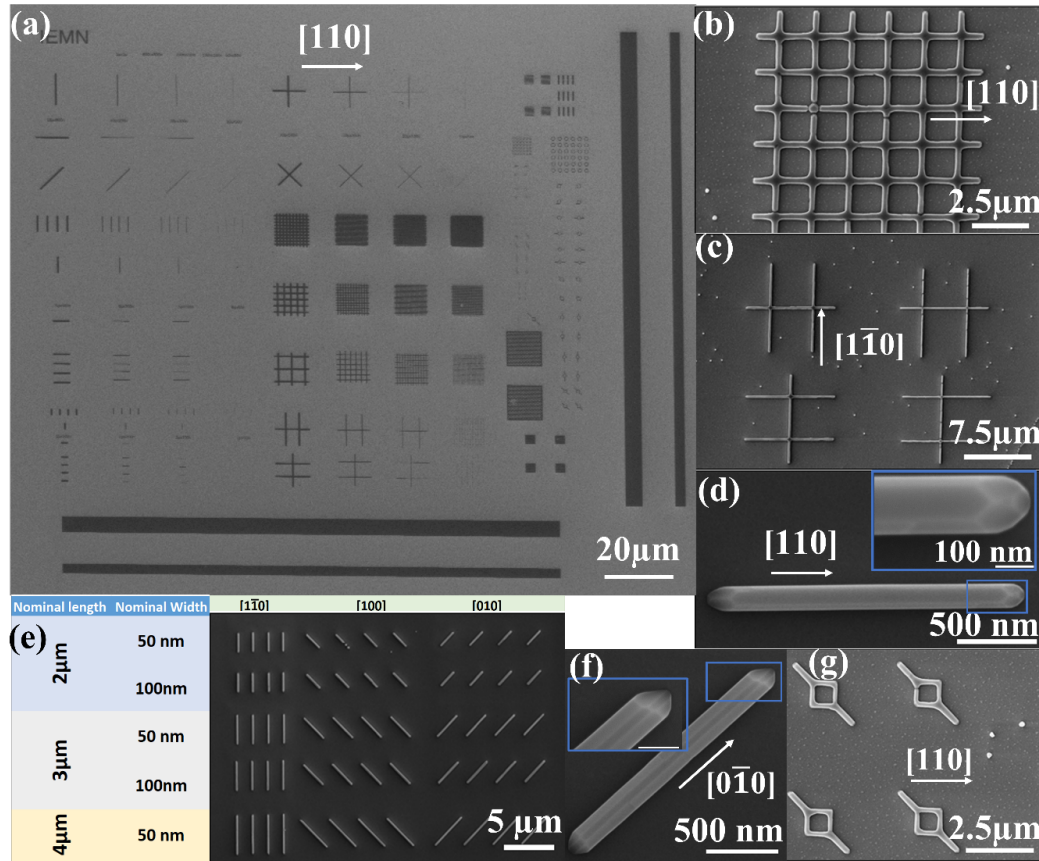 (a)
IEMN
[110]
20μm
(b)
[110]
2.5μm
(c)
[11̅0]
7.5μm
(d)
[110]
100 nm
500 nm
Nominal length Nominal Width [11̅0] [100] [010]
(e)
2μm
50 nm
100nm
3μm
50 nm
100nm
4μm
50 nm
5 μm
(f)
[01̅0]
500 nm
(g)
[110]
2.5μm